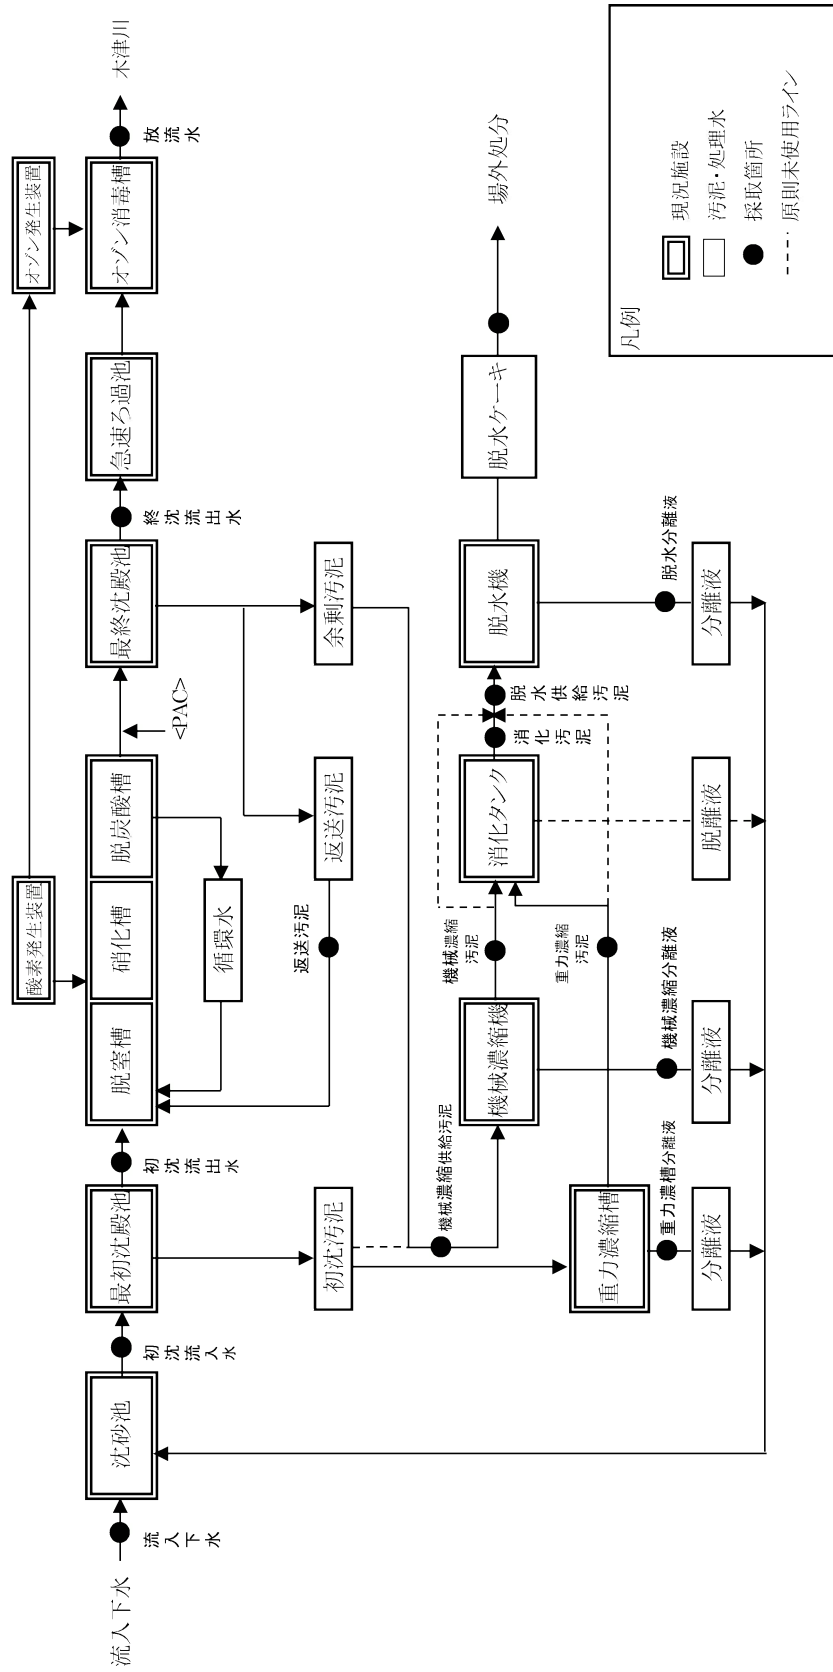 流入下水
流入下水
沈砂池
初沈流入水
最初沈殿池
初沈流出水
脱窒槽
硝化槽
脱炭酸槽
酸素発生装置
<PAC>
最終沈殿池
終沈流出水
急速ろ過池
オゾン発生装置
オゾン消毒槽
放流水
木津川
循環水
返送汚泥
返送汚泥
余剰汚泥
初沈汚泥
機械濃縮供給汚泥
機械濃縮機
機械濃縮
汚泥
消化タンク
消化汚泥
脱水供給汚泥
脱水機
脱水ケーキ
場外処分
重力濃縮槽
重力濃縮
汚泥
重力濃槽分離液
分離液
機械濃縮分離液
分離液
脱離液
脱水分離液
分離液
凡例
現況施設
汚泥・処理水
採取箇所
原則未使用ライン